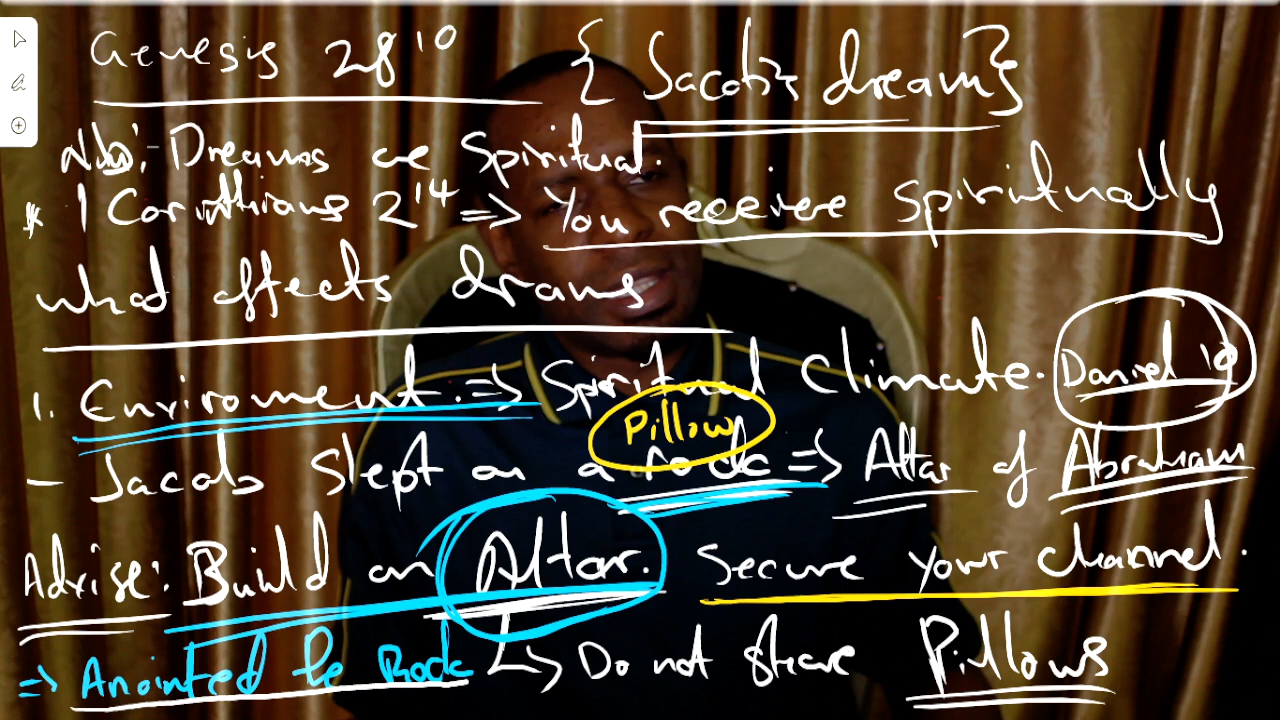 Genesis 28¹⁰ { Jacob's dream}
Nb:- Dreams are Spiritual.
* 1 Corinthians 2¹⁴ => You receieve spiritually
what affects drams
1. Enviroment. => Spiritual climate. Daniel 10
Pillow
- Jacob slept on a rock => Altar of Abraham
Advise: Build an Altar. Secure your channel.
=> Anointed the Rock ↳ Do not share Pillows